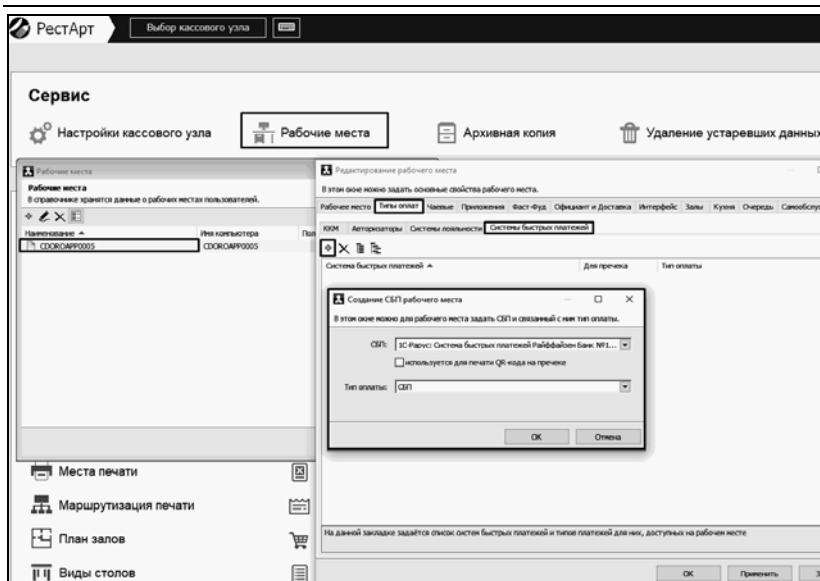 РестАрт
Выбор кассового узла
Сервис
Настройки кассового узла
Рабочие места
Архивная копия
Удаление устаревших данных
Рабочие места
Рабочие места
В справочнике хранятся данные о рабочих местах пользователей.
Наименование
Имя компьютера
Пол
CDOROAPP0005
CDOROAPP0005
Редактирование рабочего места
В этом окне можно задать основные свойства рабочего места.
Рабочее место Типы оплат Чаевые Приложения Фаст-Фуд Официант и Доставка Интерфейс Залы Кухня Очередь Самообслу
ККМ Авторизаторы Системы лояльности Системы быстрых платежей
Система быстрых платежей
Для пречека
Тип оплаты
Создание СБП рабочего места
В этом окне можно для рабочего места задать СБП и связанный с ним тип оплаты.
СБП: 1С-Рарус: Система быстрых платежей Райффайзен Банк №1...
используется для печати QR-кода на пречеке
Тип оплаты: СБП
ОК
Отмена
Места печати
Маршрутизация печати
План залов
Виды столов
На данной закладке задаётся список систем быстрых платежей и типов платежей для них, доступных на рабочем месте
ОК
Применить
З